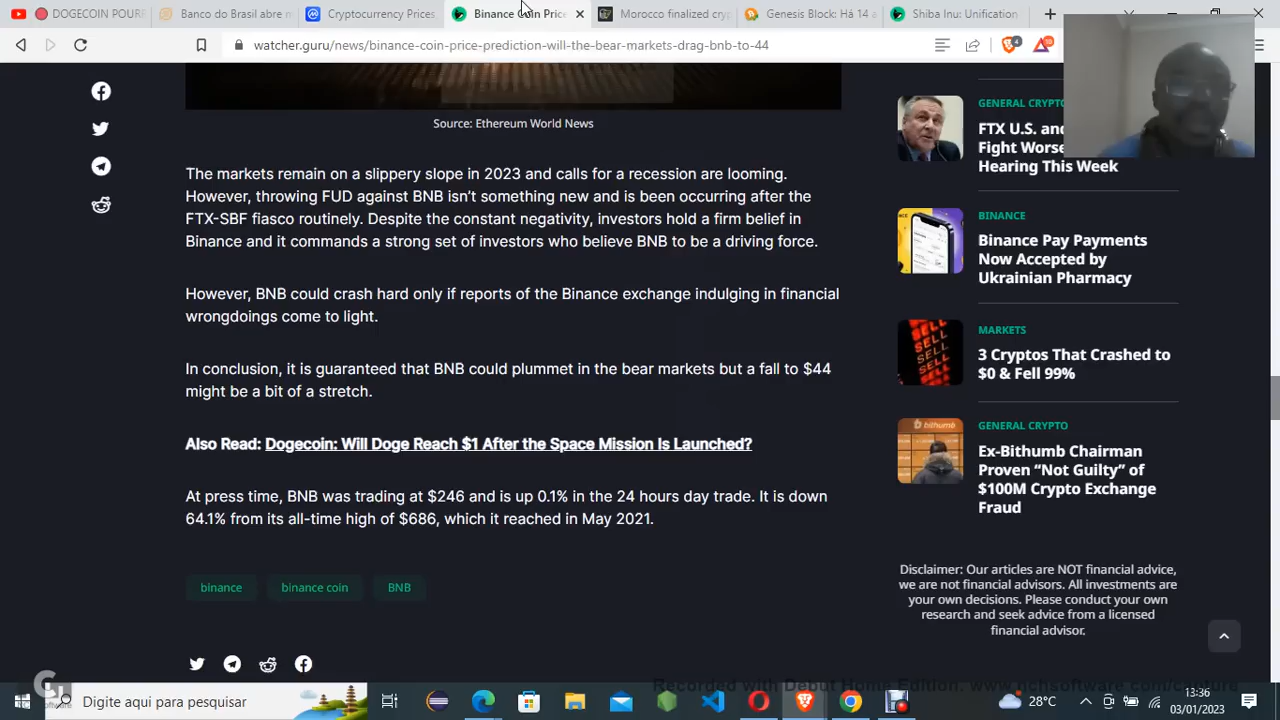 DOGECOIN POUR
Banco do Brasil abre n
Cryptocurrency Prices,
Binance Coin Price
Morocco finalized cry
Genesis Block: Há 14 a
Shiba Inu: Unification
watcher.guru/news/binance-coin-price-prediction-will-the-bear-markets-drag-bnb-to-44
Source: Ethereum World News
The markets remain on a slippery slope in 2023 and calls for a recession are looming.
However, throwing FUD against BNB isn't something new and is been occurring after the
FTX-SBF fiasco routinely. Despite the constant negativity, investors hold a firm belief in
Binance and it commands a strong set of investors who believe BNB to be a driving force.
However, BNB could crash hard only if reports of the Binance exchange indulging in financial
wrongdoings come to light.
In conclusion, it is guaranteed that BNB could plummet in the bear markets but a fall to $44
might be a bit of a stretch.
Also Read: Dogecoin: Will Doge Reach $1 After the Space Mission Is Launched?
At press time, BNB was trading at $246 and is up 0.1% in the 24 hours day trade. It is down
64.1% from its all-time high of $686, which it reached in May 2021.
binance
binance coin
BNB
GENERAL CRYPTO
FTX U.S. and
Fight Worse
Hearing This Week
BINANCE
Binance Pay Payments
Now Accepted by
Ukrainian Pharmacy
SELL
SELL
SELL
SELL
MARKETS
3 Cryptos That Crashed to
$0 & Fell 99%
bithumb
GENERAL CRYPTO
Ex-Bithumb Chairman
Proven “Not Guilty” of
$100M Crypto Exchange
Fraud
Disclaimer: Our articles are NOT financial advice,
we are not financial advisors. All investments are
your own decisions. Please conduct your own
research and seek advice from a licensed
financial advisor.
Recorded with Debut Home Edition. www.nchsoftware.com/capture
Digite aqui para pesquisar
28°C
13:36
03/01/2023